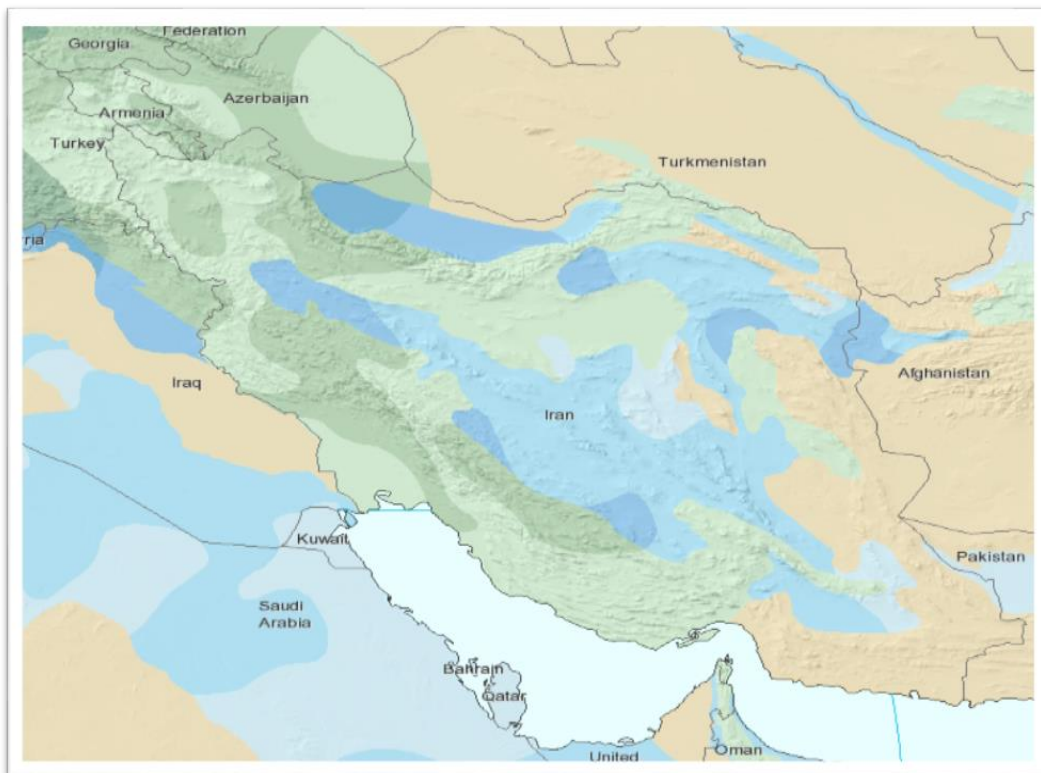 Federation
Georgia
Azerbaijan
Armenia
Turkey
Turkmenistan
ria
Afghanistan
Iraq
Iran
Kuwait
Pakistan
Saudi
Arabia
Bahrain
Qatar
United
Oman